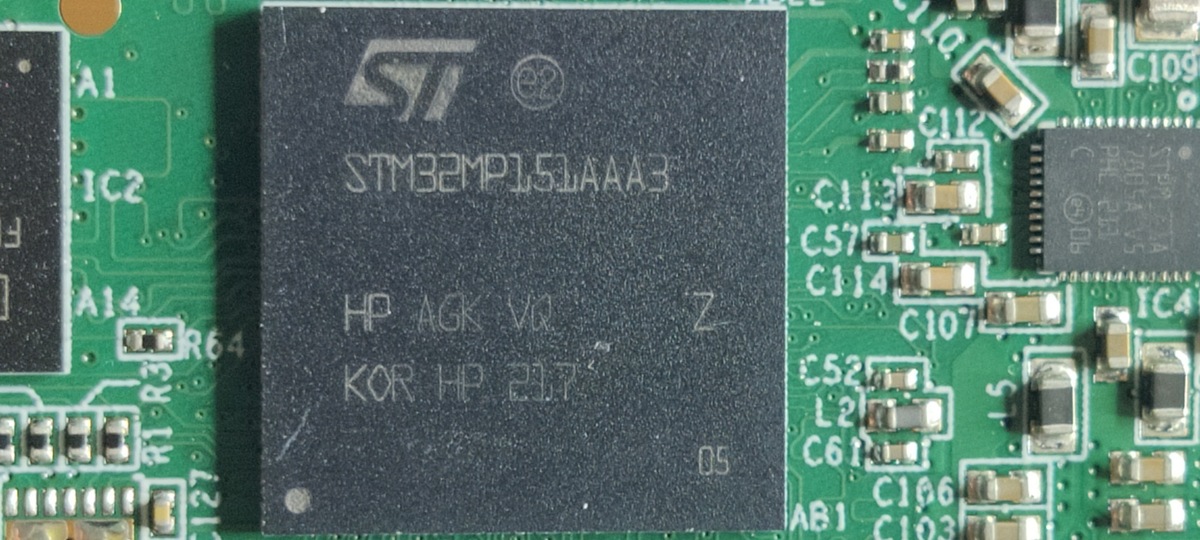 ST e2
STM32MP151AAA3
HP AGK VQ Z
KOR HP 217
05
A1
IC2
A14
R64
R3
R1
127
AB1
C110
C109
C112
C113
C57
C114
C107
IC4
C52
L2
C61
L5
C106
C103